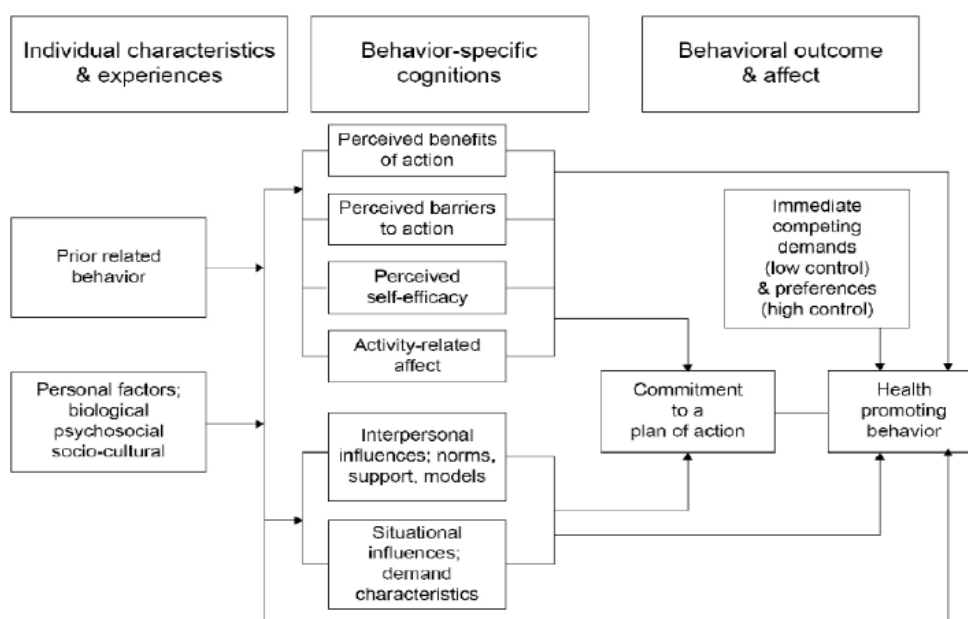 Individual characteristics
& experiences
Behavior-specific
cognitions
Behavioral outcome
& affect
Prior related
behavior
Personal factors;
biological
psychosocial
socio-cultural
Perceived benefits
of action
Perceived barriers
to action
Perceived
self-efficacy
Activity-related
affect
Interpersonal
influences; norms,
support, models
Situational
influences;
demand
characteristics
Immediate
competing
demands
(low control)
& preferences
(high control)
Commitment
to a
plan of action
Health
promoting
behavior